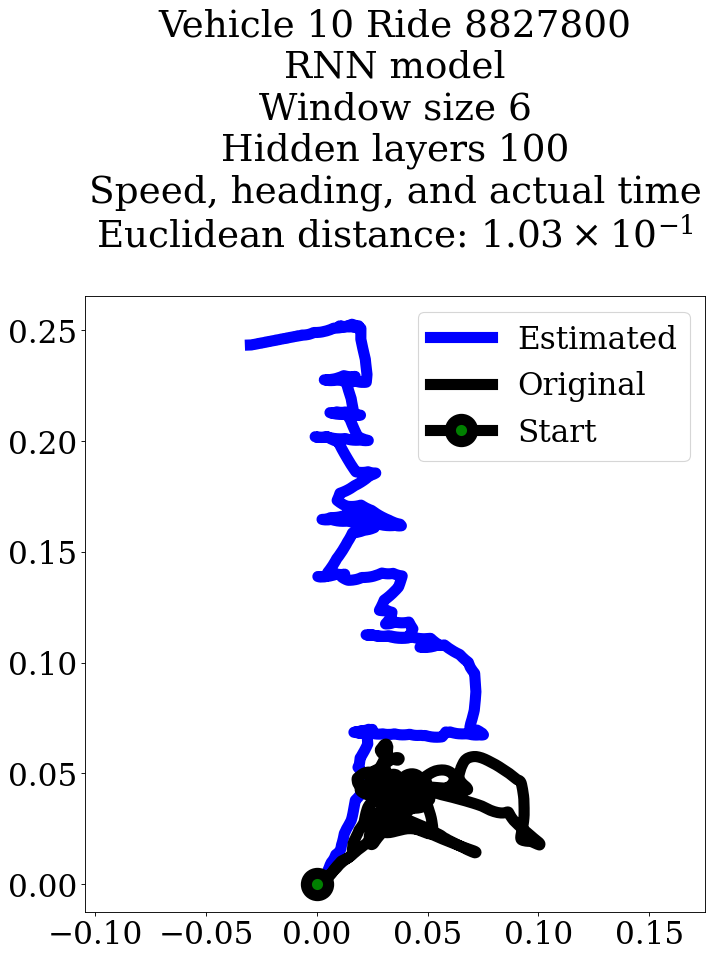 Vehicle 10 Ride 8827800
RNN model
Window size 6
Hidden layers 100
Speed, heading, and actual time
Euclidean distance: 1.03 × 10⁻¹
Estimated
Original
Start
0.25
0.20
0.15
0.10
0.05
0.00
−0.10 −0.05 0.00 0.05 0.10 0.15